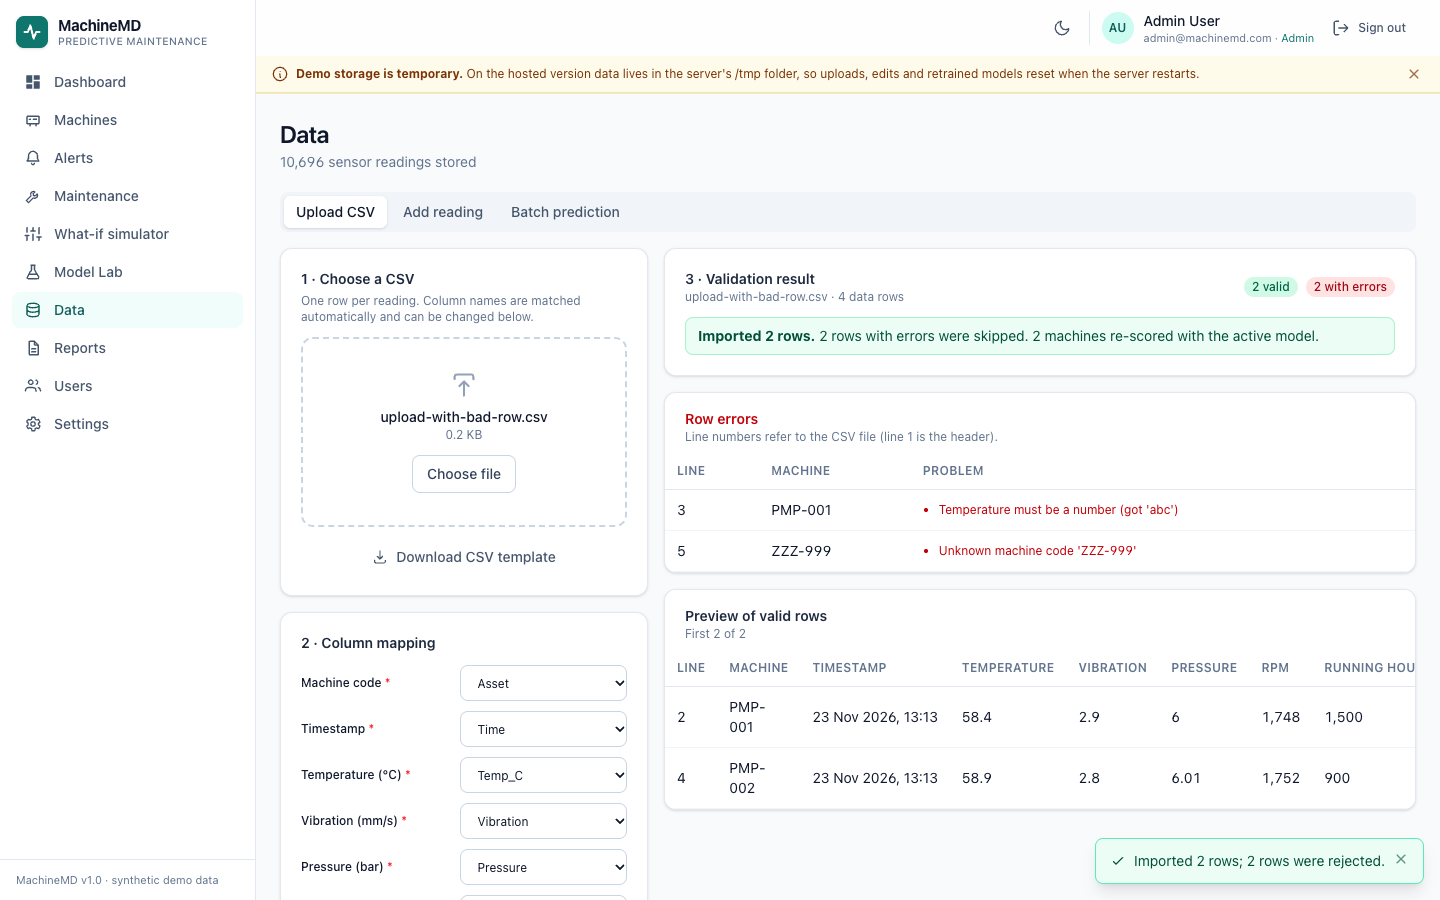 MachineMD
PREDICTIVE MAINTENANCE
Dashboard
Machines
Alerts
Maintenance
What-if simulator
Model Lab
Data
Reports
Users
Settings
MachineMD v1.0 · synthetic demo data
AU
Admin User
admin@machinemd.com · Admin
Sign out
Demo storage is temporary. On the hosted version data lives in the server's /tmp folder, so uploads, edits and retrained models reset when the server restarts.
Data
10,696 sensor readings stored
Upload CSV
Add reading
Batch prediction
1 · Choose a CSV
One row per reading. Column names are matched
automatically and can be changed below.
upload-with-bad-row.csv
0.2 KB
Choose file
Download CSV template
2 · Column mapping
Machine code *
Asset
Timestamp *
Time
Temperature (°C) *
Temp_C
Vibration (mm/s) *
Vibration
Pressure (bar) *
Pressure
3 · Validation result
upload-with-bad-row.csv · 4 data rows
2 valid
2 with errors
Imported 2 rows. 2 rows with errors were skipped. 2 machines re-scored with the active model.
Row errors
Line numbers refer to the CSV file (line 1 is the header).
LINE MACHINE PROBLEM
3 PMP-001 • Temperature must be a number (got 'abc')
5 ZZZ-999 • Unknown machine code 'ZZZ-999'
Preview of valid rows
First 2 of 2
LINE MACHINE TIMESTAMP TEMPERATURE VIBRATION PRESSURE RPM RUNNING HOU
2 PMP-001 23 Nov 2026, 13:13 58.4 2.9 6 1,748 1,500
4 PMP-002 23 Nov 2026, 13:13 58.9 2.8 6.01 1,752 900
Imported 2 rows; 2 rows were rejected.